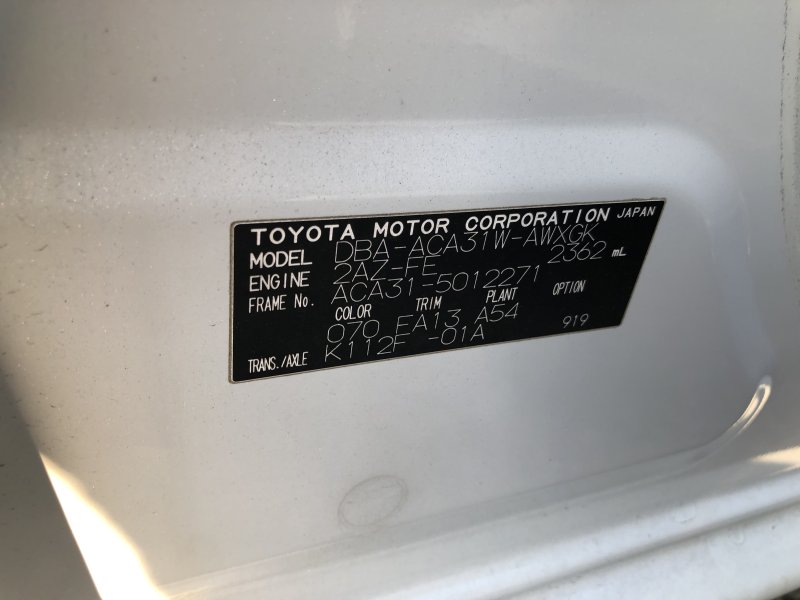 TOYOTA MOTOR CORPORATION JAPAN
MODEL DBA-ACA31W-AWXGK
ENGINE 2AZ-FE 2362 mL
FRAME No. ACA31-5012271
COLOR TRIM PLANT OPTION
070 FA13 A54
TRANS./AXLE K112F -01A 919